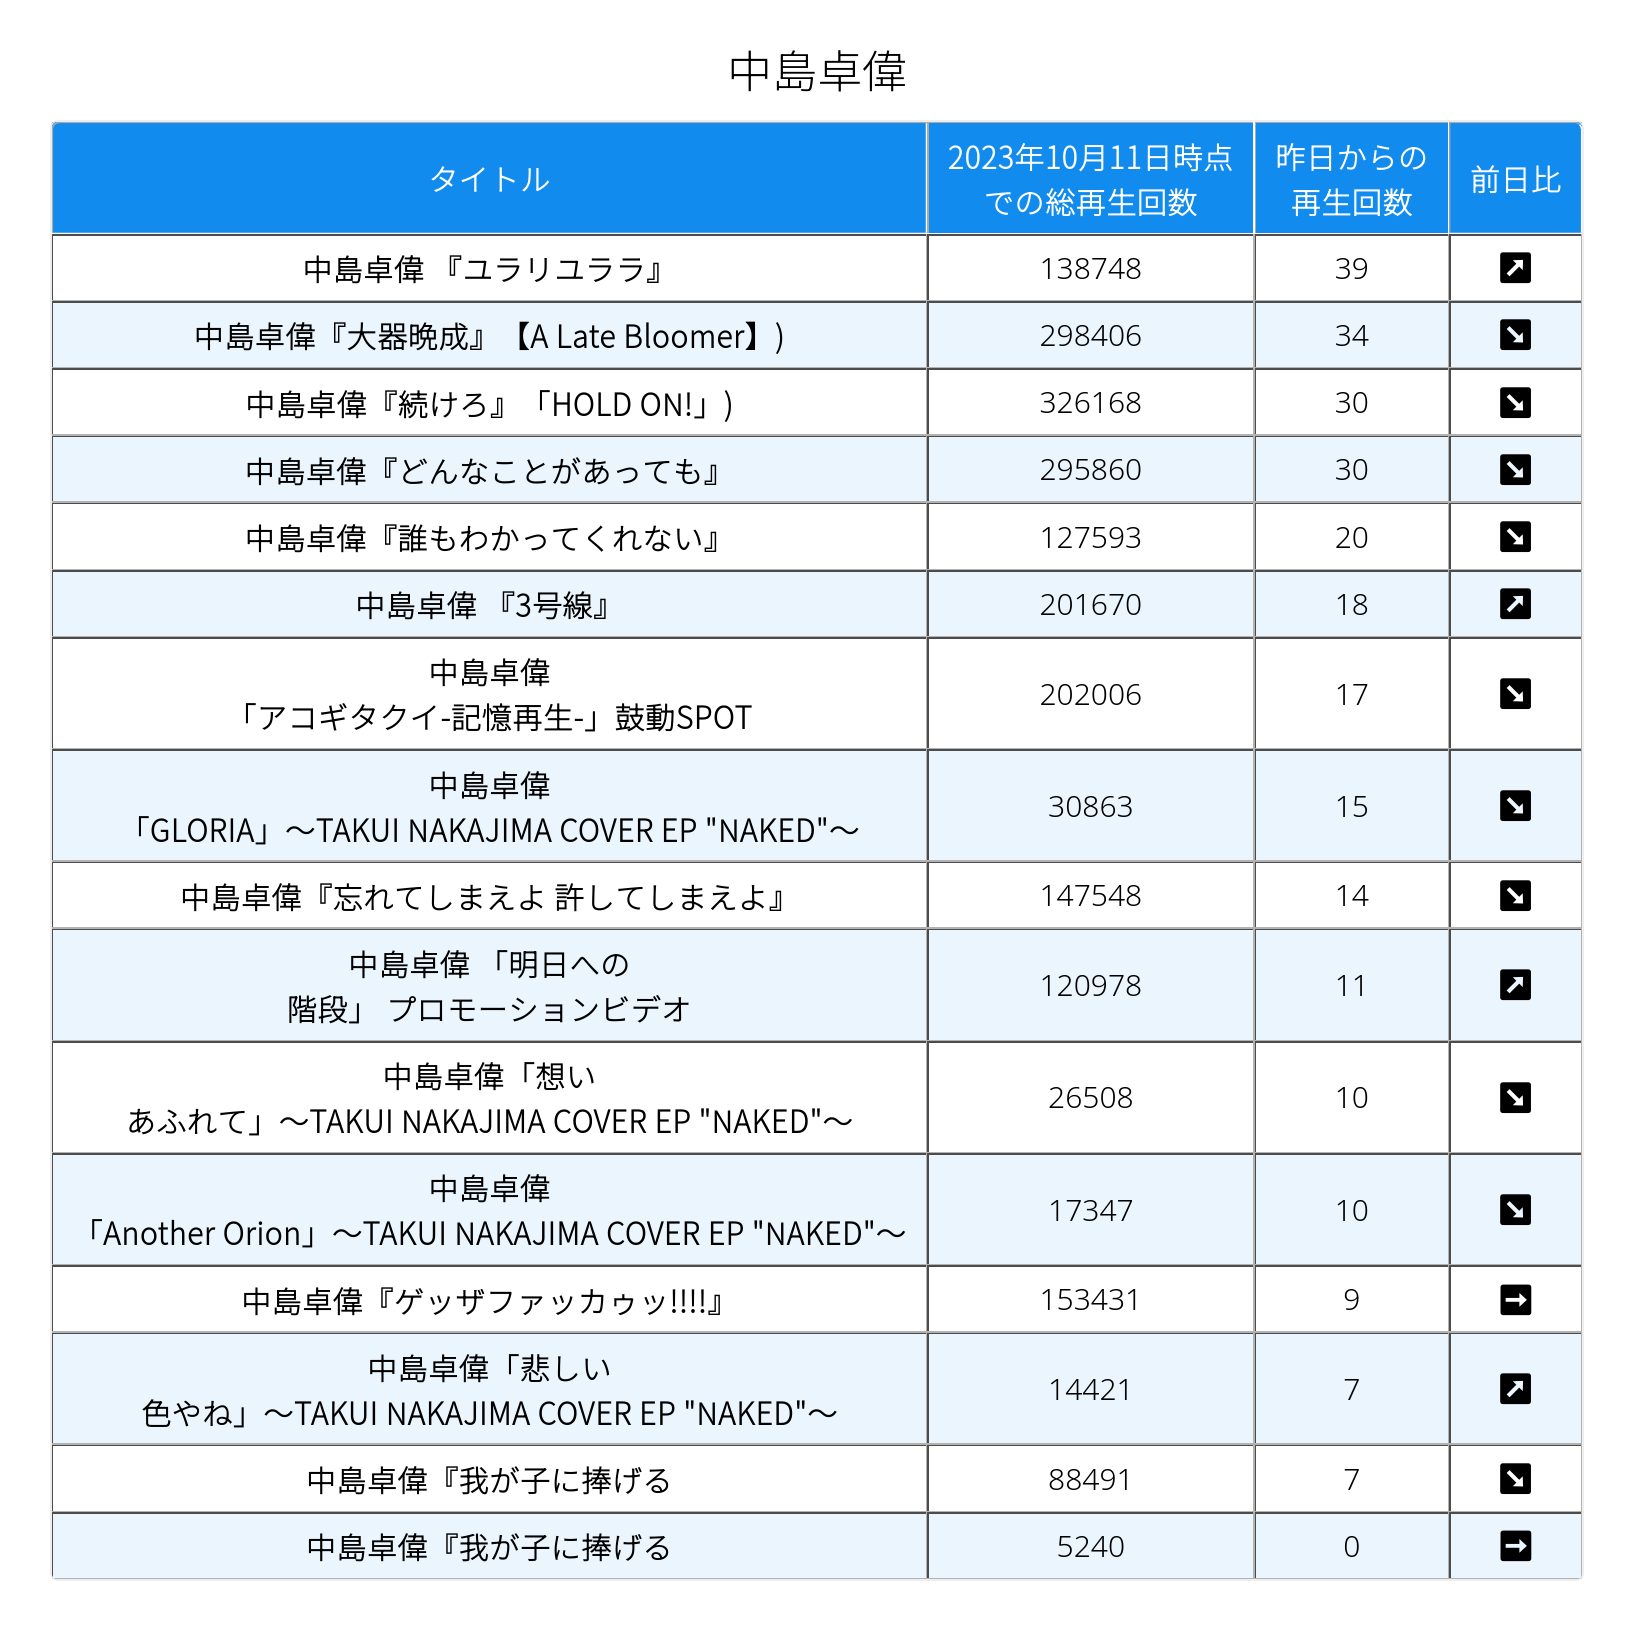 中島卓偉
タイトル
2023年10月11日時点
での総再生回数
昨日からの
再生回数
前日比
中島卓偉 『ユラリユララ』 138748 39
中島卓偉『大器晩成』【A Late Bloomer】) 298406 34
中島卓偉『続けろ』「HOLD ON!」) 326168 30
中島卓偉『どんなことがあっても』 295860 30
中島卓偉『誰もわかってくれない』 127593 20
中島卓偉 『3号線』 201670 18
中島卓偉
「アコギタクイ-記憶再生-」鼓動SPOT 202006 17
中島卓偉
「GLORIA」〜TAKUI NAKAJIMA COVER EP "NAKED"〜 30863 15
中島卓偉『忘れてしまえよ 許してしまえよ』 147548 14
中島卓偉 「明日への
階段」 プロモーションビデオ 120978 11
中島卓偉「想い
あふれて」〜TAKUI NAKAJIMA COVER EP "NAKED"〜 26508 10
中島卓偉
「Another Orion」〜TAKUI NAKAJIMA COVER EP "NAKED"〜 17347 10
中島卓偉『ゲッザファッカゥッ!!!!』 153431 9
中島卓偉「悲しい
色やね」〜TAKUI NAKAJIMA COVER EP "NAKED"〜 14421 7
中島卓偉『我が子に捧げる 88491 7
中島卓偉『我が子に捧げる 5240 0